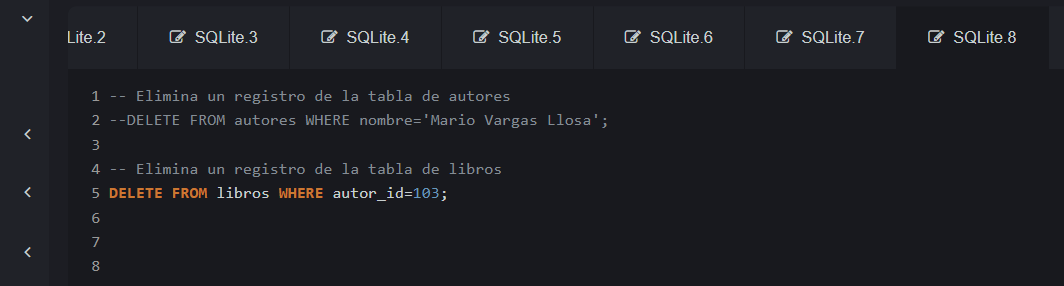 Lite.2 SQLite.3 SQLite.4 SQLite.5 SQLite.6 SQLite.7 SQLite.8
1 -- Elimina un registro de la tabla de autores
2 --DELETE FROM autores WHERE nombre='Mario Vargas Llosa';
3
4 -- Elimina un registro de la tabla de libros
5 DELETE FROM libros WHERE autor_id=103;
6
7
8